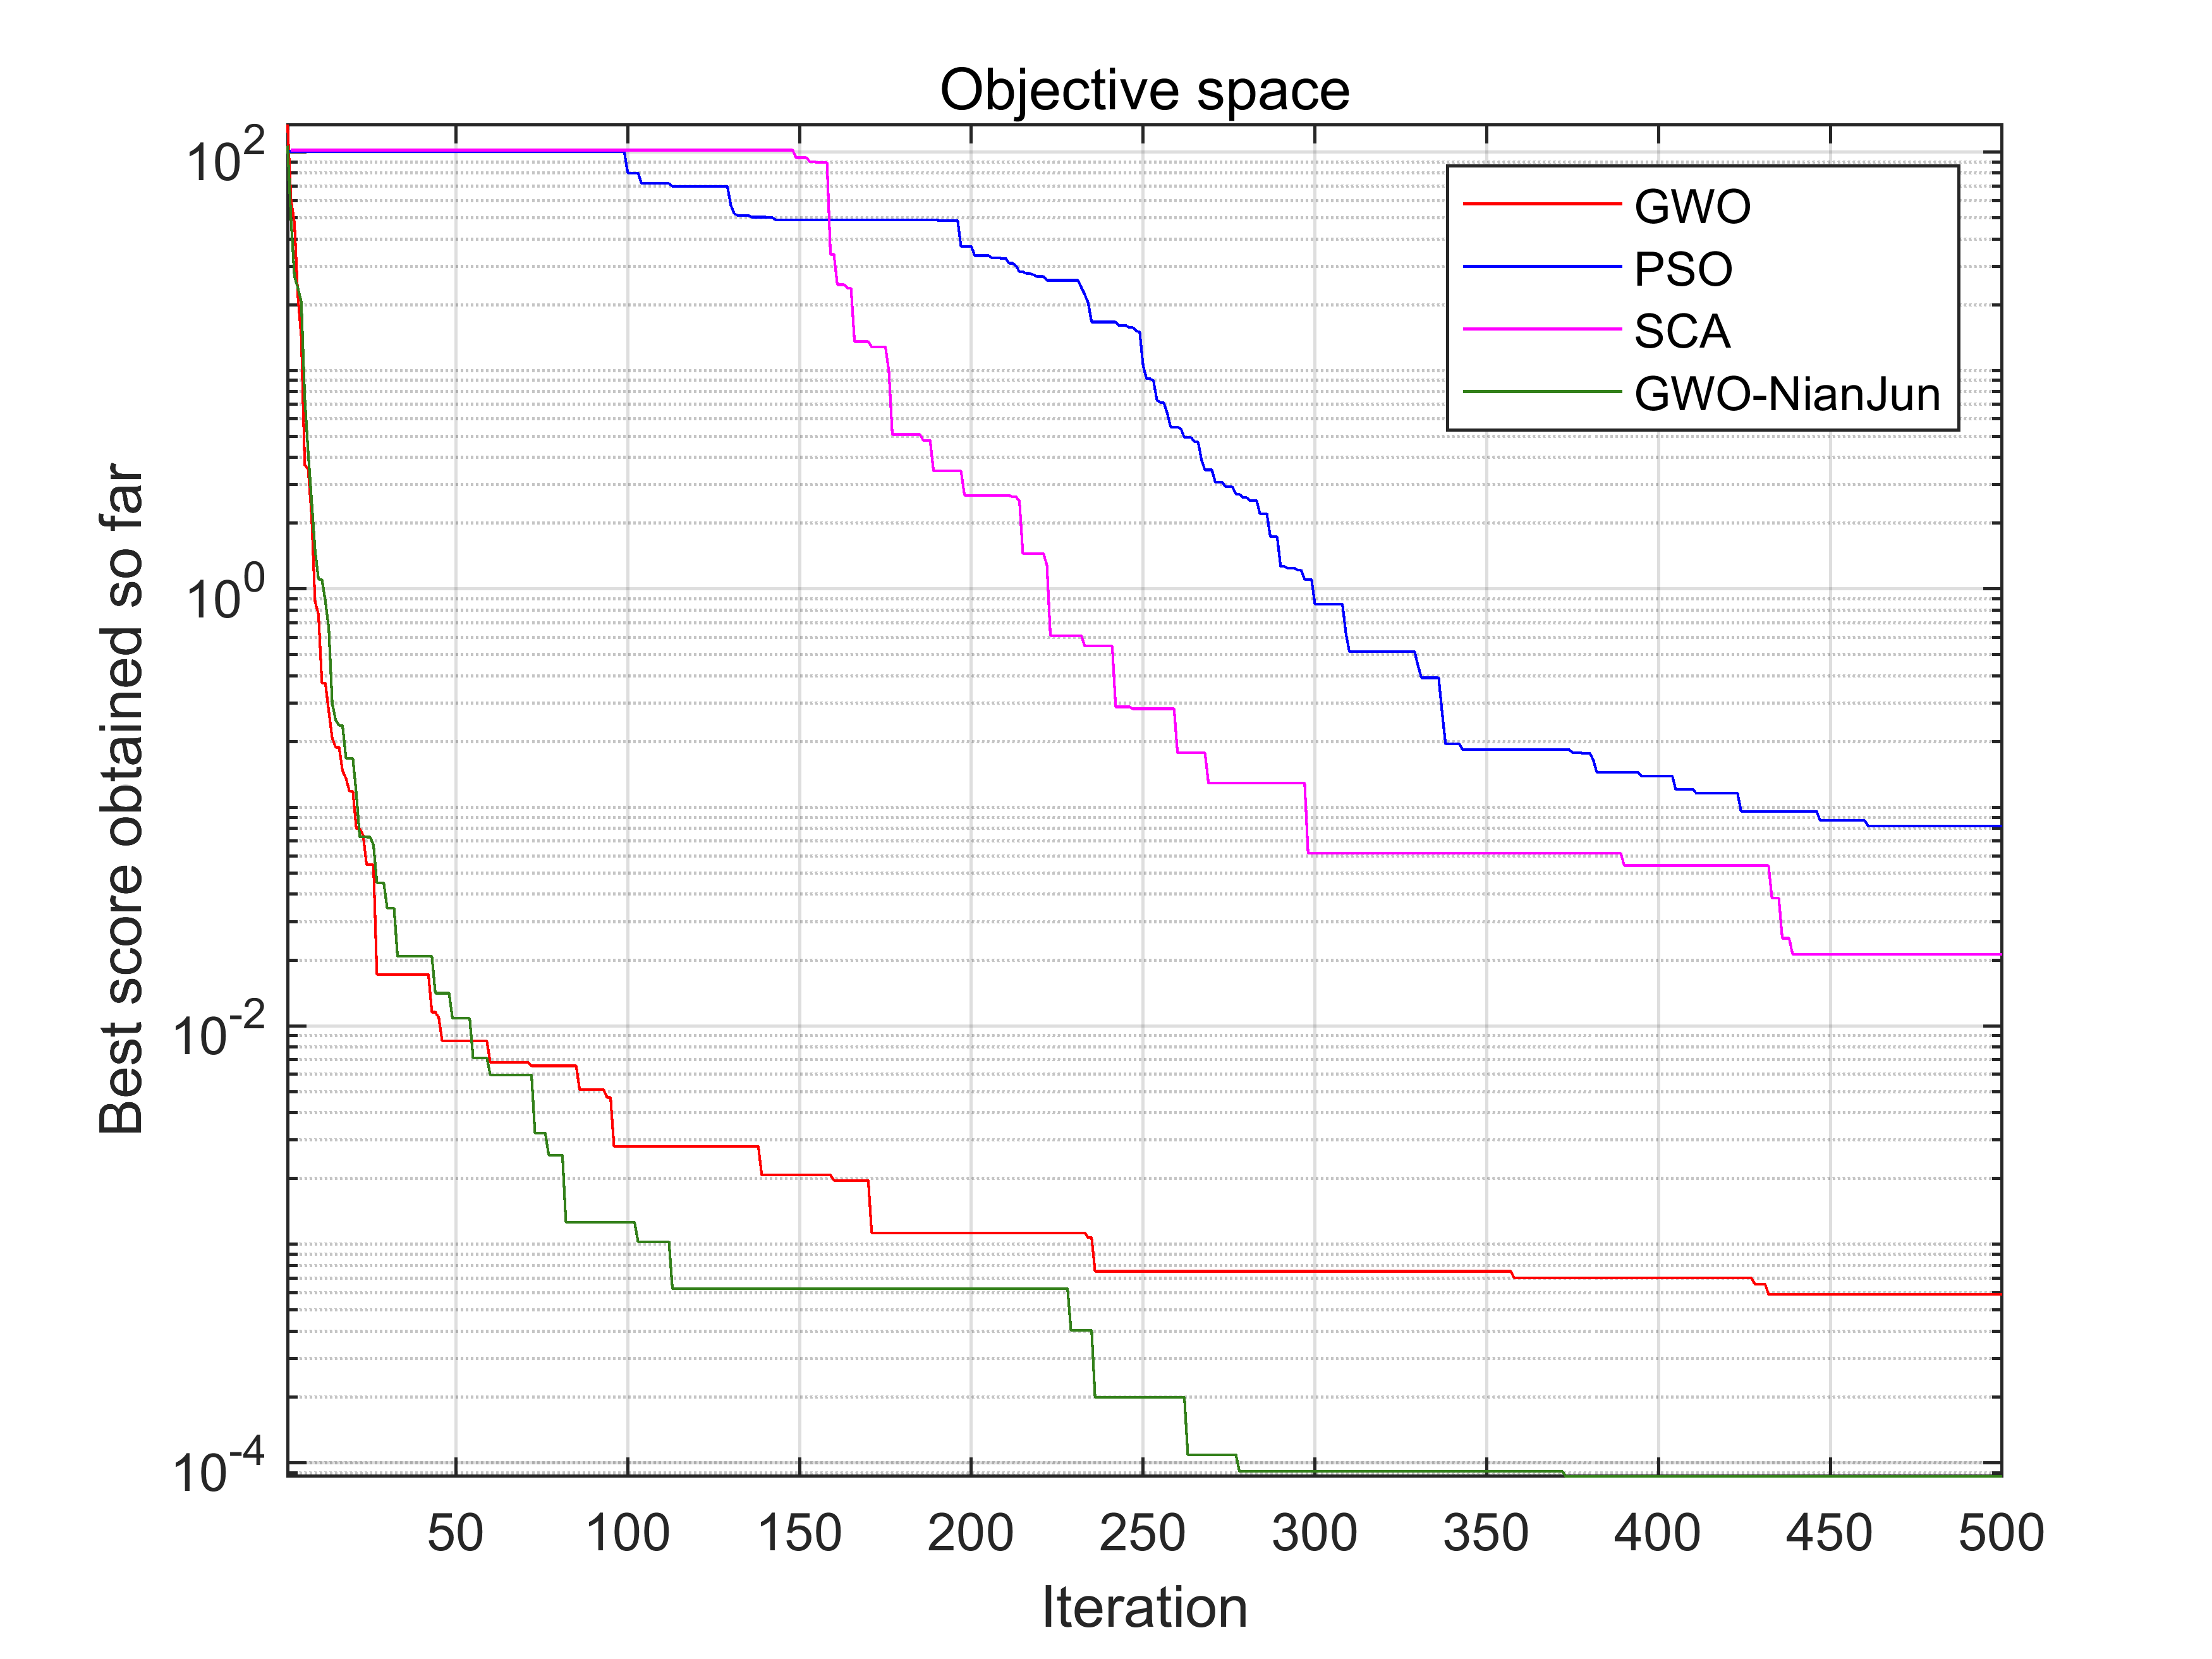 Objective space
10^2
10^0
10^-2
10^-4
Best score obtained so far
GWO
PSO
SCA
GWO-NianJun
50 100 150 200 250 300 350 400 450 500
Iteration